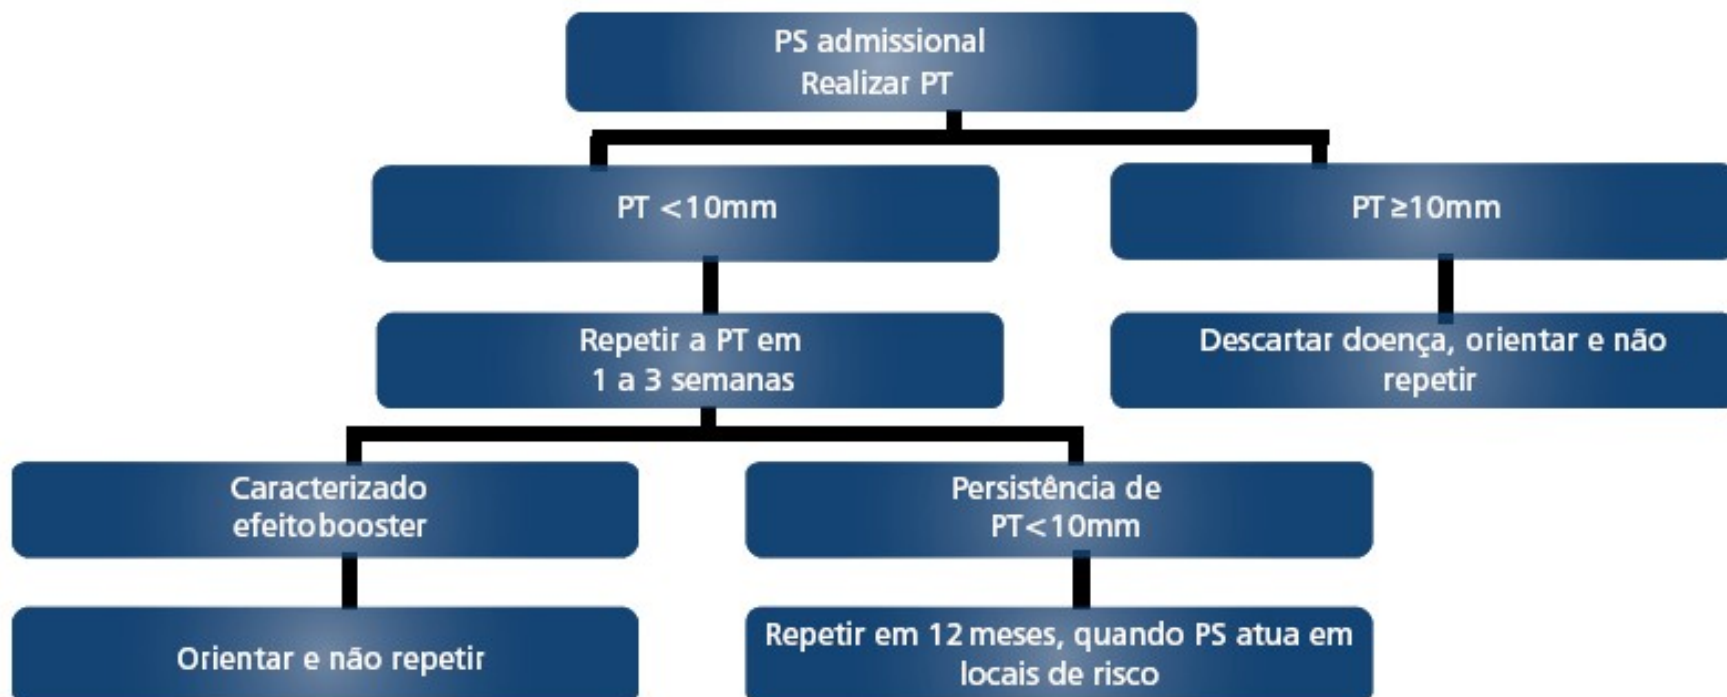 PS admissional
Realizar PT
PT <10mm
PT ≥10mm
Repetir a PT em
1 a 3 semanas
Descartar doença, orientar e não
repetir
Caracterizado
efeitobooster
Persistência de
PT<10mm
Orientar e não repetir
Repetir em 12 meses, quando PS atua em
locais de risco